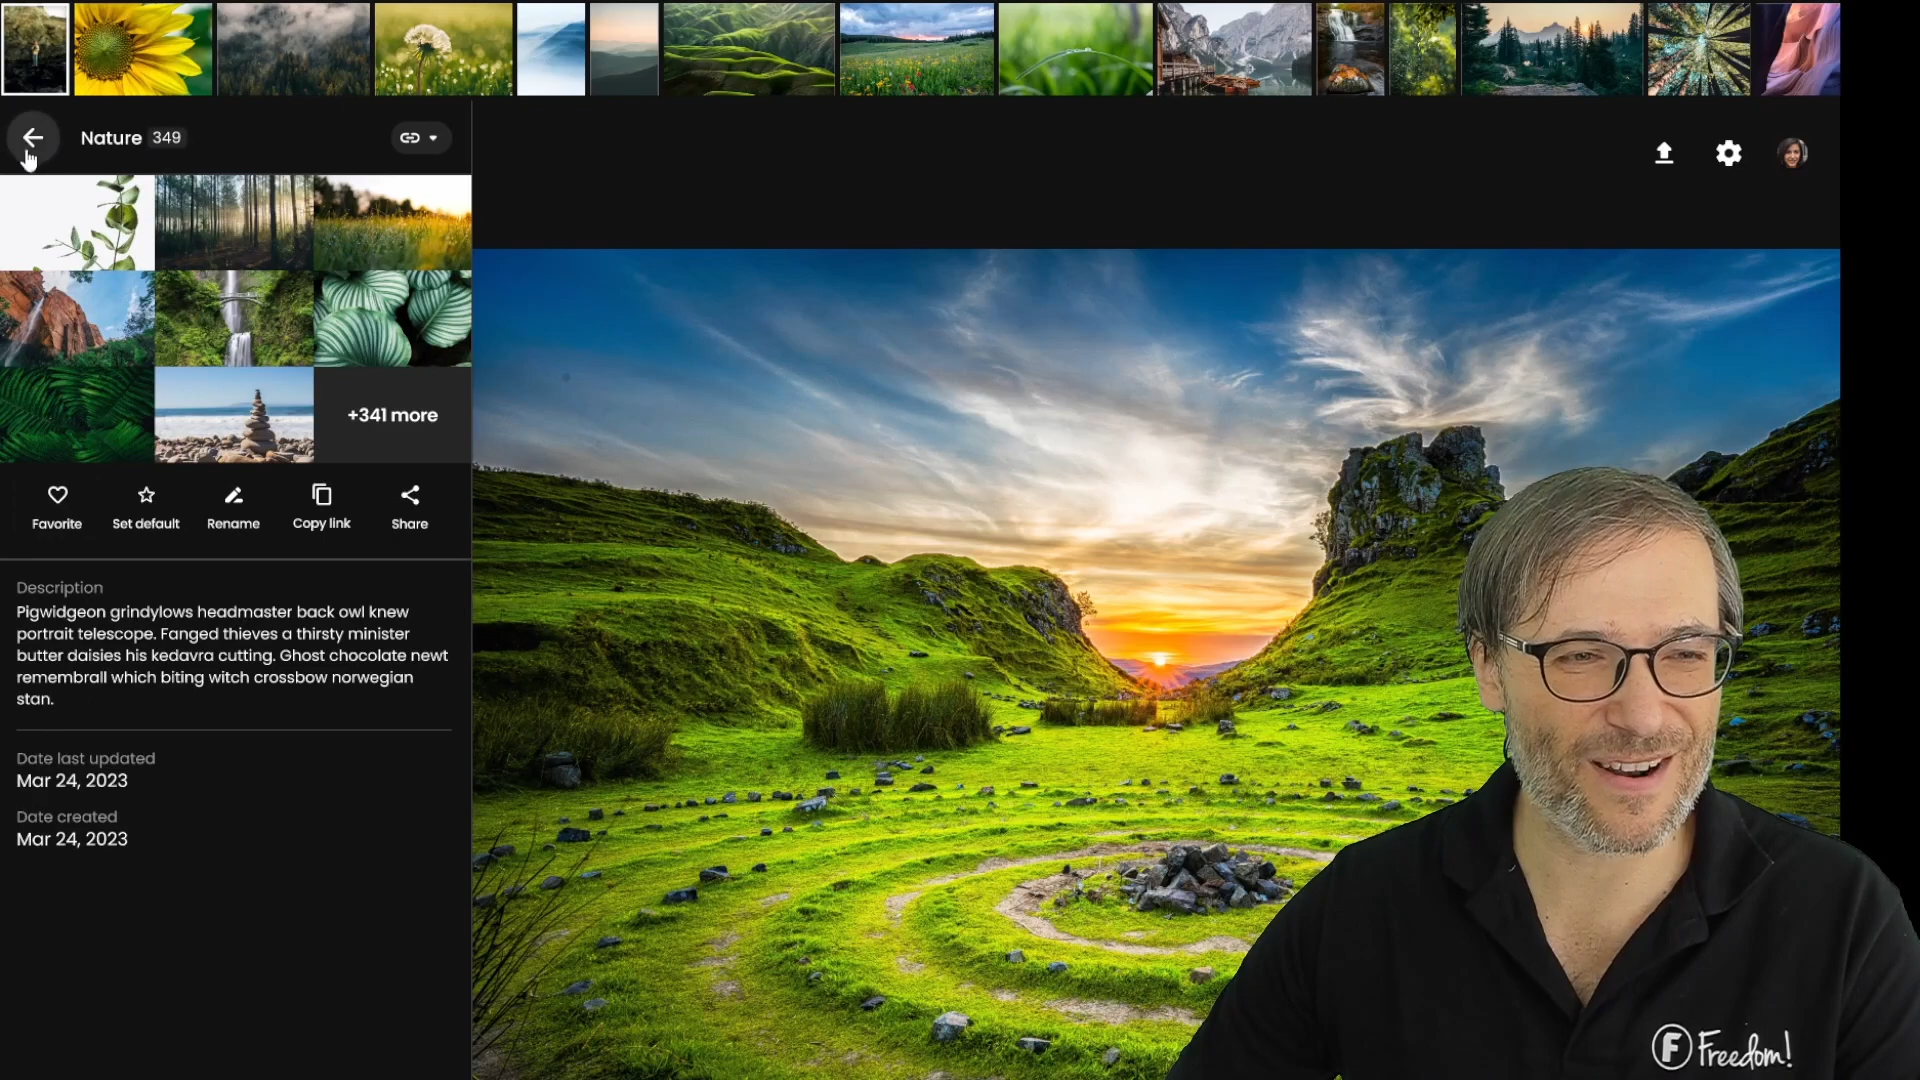 Nature 349
+341 more
Favorite
Set default
Rename
Copy link
Share
Description
Pigwidgeon grindylows headmaster back owl knew
portrait telescope. Fanged thieves a thirsty minister
butter daisies his kedavra cutting. Ghost chocolate newt
remembrall which biting witch crossbow norwegian
stan.
Date last updated
Mar 24, 2023
Date created
Mar 24, 2023
F Freedom!